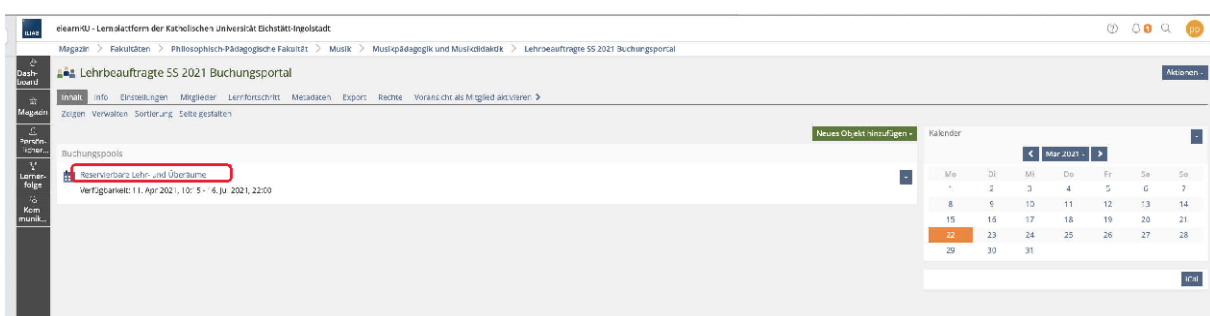 ILIAS elearnKU - Lernplattform der Katholischen Universität Eichstätt-Ingolstadt
Magazin > Fakultäten > Philosophisch-Pädagogische Fakultät > Musik > Musikpädagogik und Musikdidaktik > Lehrbeauftragte SS 2021 Buchungsportal
Lehrbeauftragte SS 2021 Buchungsportal
Aktionen
Dash-
board
Magazin
Persön-
licher...
Lerner-
folge
Kom
munik...
Inhalt Info Einstellungen Mitglieder Lernfortschritt Metadaten Export Rechte Voransicht als Mitglied aktivieren >
Zeigen Verwalten Sortierung Seite gestalten
Neues Objekt hinzufügen
Buchungspools
Reservierbare Lehr- und Überäume
Verfügbarkeit: 11. Apr 2021, 10:15 - 16. Jul 2021, 22:00
Kalender
< Mär 2021 >
Mo Di Mi Do Fr Sa So
1 2 3 4 5 6 7
8 9 10 11 12 13 14
15 16 17 18 19 20 21
22 23 24 25 26 27 28
29 30 31
iCal